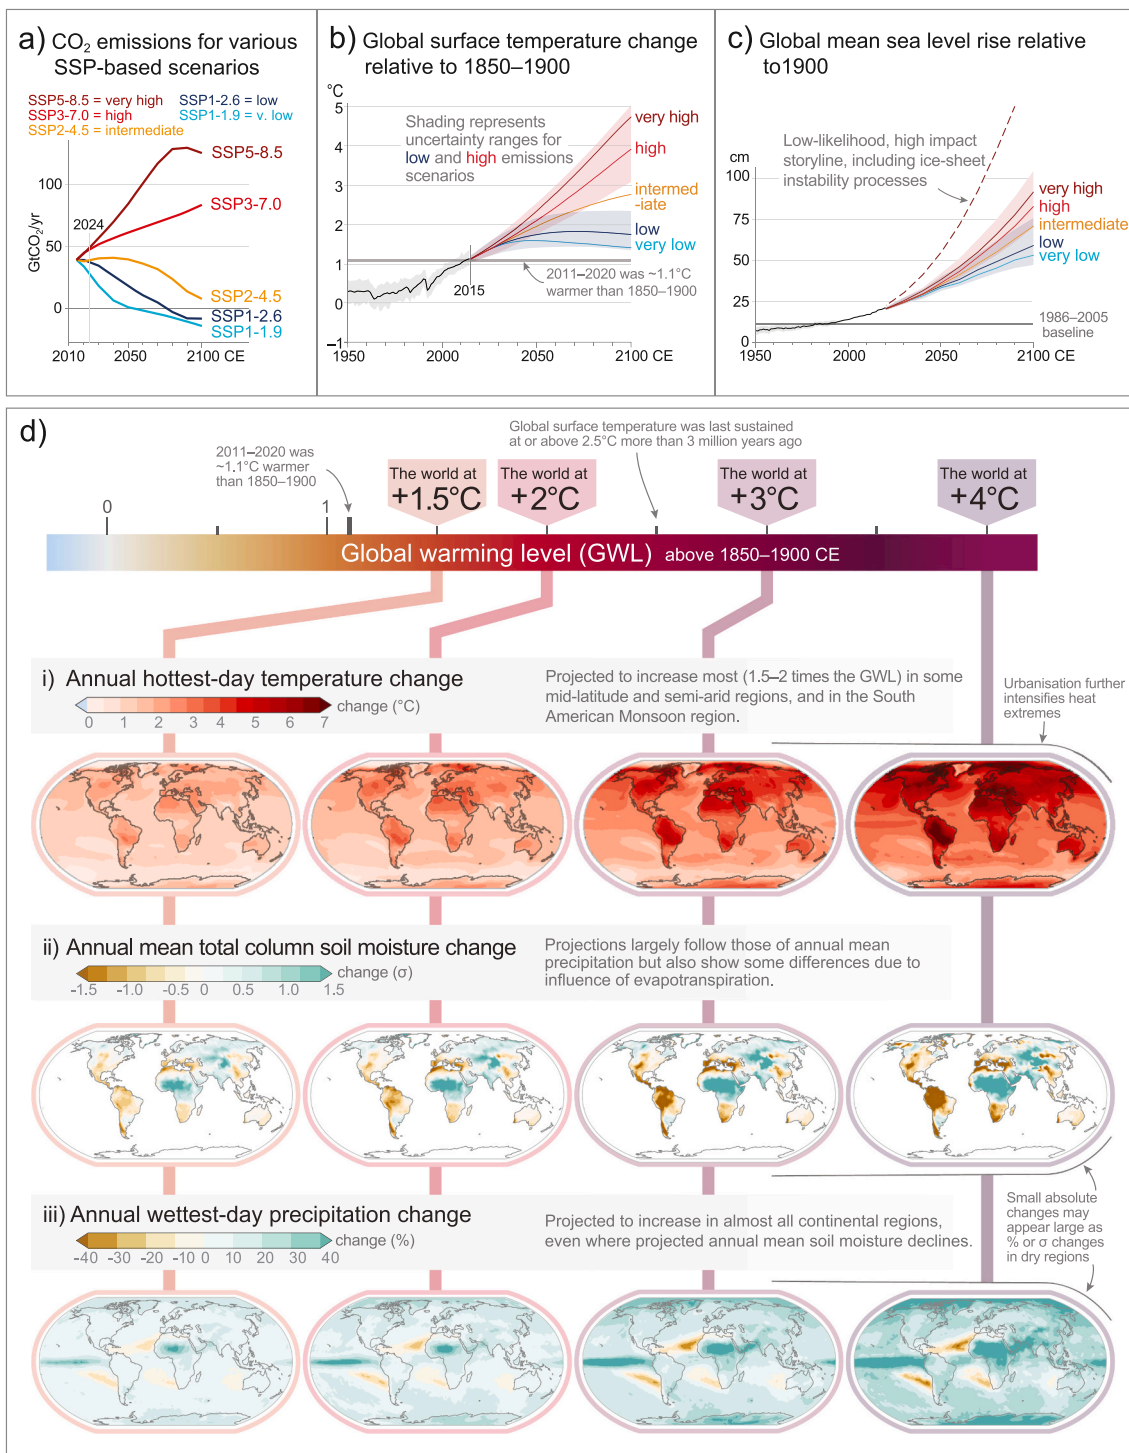 a) CO₂ emissions for various
SSP-based scenarios
SSP5-8.5 = very high
SSP1-2.6 = low
SSP3-7.0 = high
SSP1-1.9 = v. low
SSP2-4.5 = intermediate
SSP5-8.5
100
SSP3-7.0
2024
GtCO₂/yr
50
SSP2-4.5
0
SSP1-2.6
SSP1-1.9
2010
2050
2100 CE
b) Global surface temperature change
relative to 1850–1900
°C
5
4
3
2
1
0
–1
Shading represents
uncertainty ranges for
low and high emissions
scenarios
very high
high
intermed
-iate
low
very low
2011–2020 was ~1.1°C
warmer than 1850–1900
2015
1950
2000
2050
2100 CE
c) Global mean sea level rise relative
to1900
Low-likelihood, high impact
storyline, including ice-sheet
instability processes
cm
100
75
50
25
0
very high
high
intermediate
low
very low
1986–2005
baseline
1950
2000
2050
2100 CE
d)
Global surface temperature was last sustained
at or above 2.5°C more than 3 million years ago
2011–2020 was
~1.1°C warmer
than 1850–1900
The world at
+1.5°C
The world at
+2°C
The world at
+3°C
The world at
+4°C
0
1
Global warming level (GWL) above 1850–1900 CE
i) Annual hottest-day temperature change
change (°C)
0 1 2 3 4 5 6 7
Projected to increase most (1.5–2 times the GWL) in some
mid-latitude and semi-arid regions, and in the South
American Monsoon region.
Urbanisation further
intensifies heat
extremes
ii) Annual mean total column soil moisture change
change (σ)
-1.5 -1.0 -0.5 0 0.5 1.0 1.5
Projections largely follow those of annual mean
precipitation but also show some differences due to
influence of evapotranspiration.
Small absolute
changes may
appear large as
% or σ changes
in dry regions
iii) Annual wettest-day precipitation change
change (%)
-40 -30 -20 -10 0 10 20 30 40
Projected to increase in almost all continental regions,
even where projected annual mean soil moisture declines.